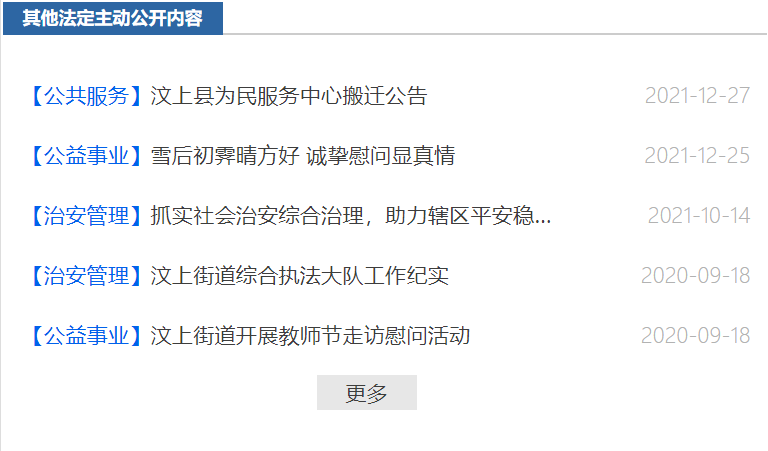 其他法定主动公开内容
【公共服务】汶上县为民服务中心搬迁公告 2021-12-27
【公益事业】雪后初霁晴方好 诚挚慰问显真情 2021-12-25
【治安管理】抓实社会治安综合治理，助力辖区平安稳... 2021-10-14
【治安管理】汶上街道综合执法大队工作纪实 2020-09-18
【公益事业】汶上街道开展教师节走访慰问活动 2020-09-18
更多